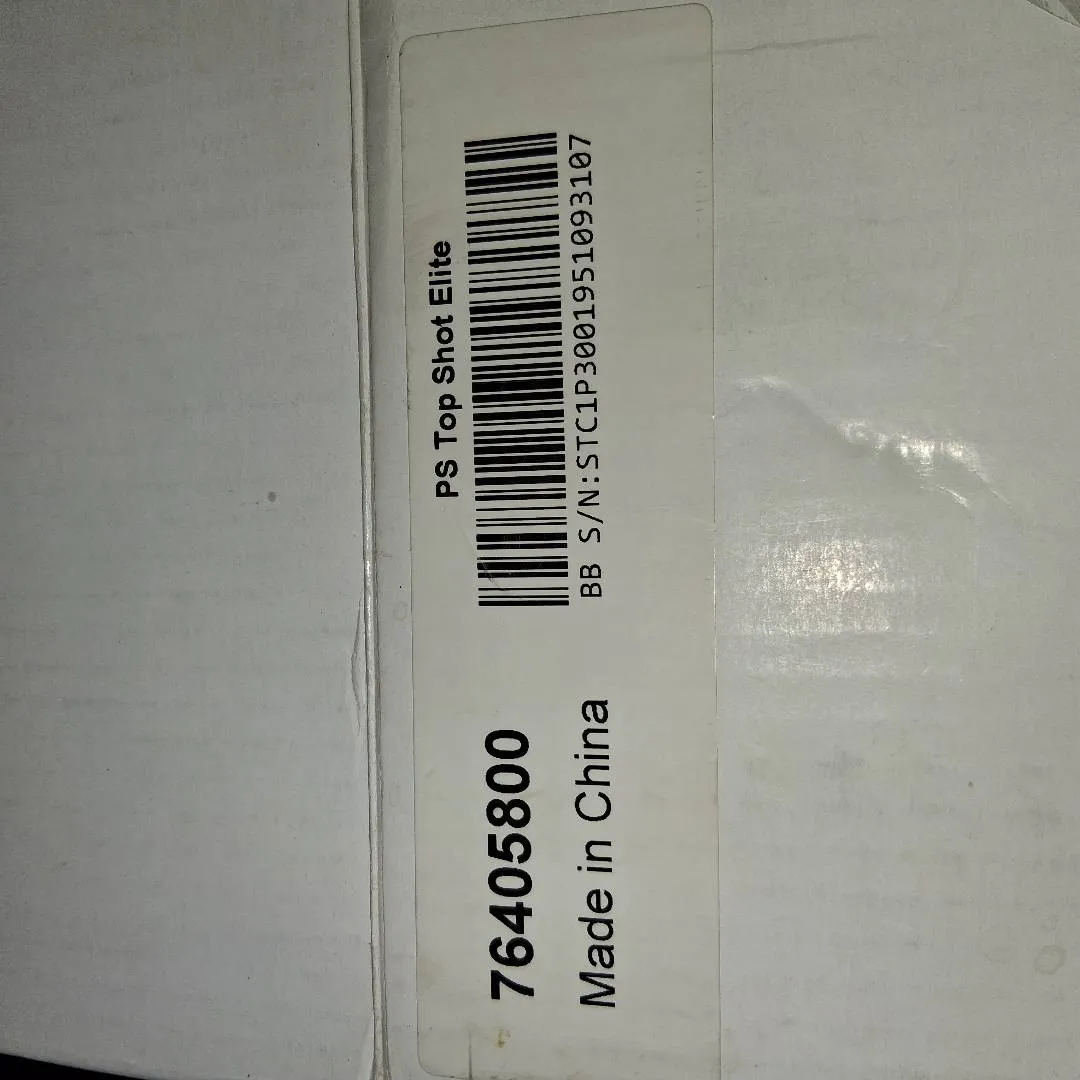 PS Top Shot Elite
BB S/N:STC1P3001951093107
76405800
Made in China